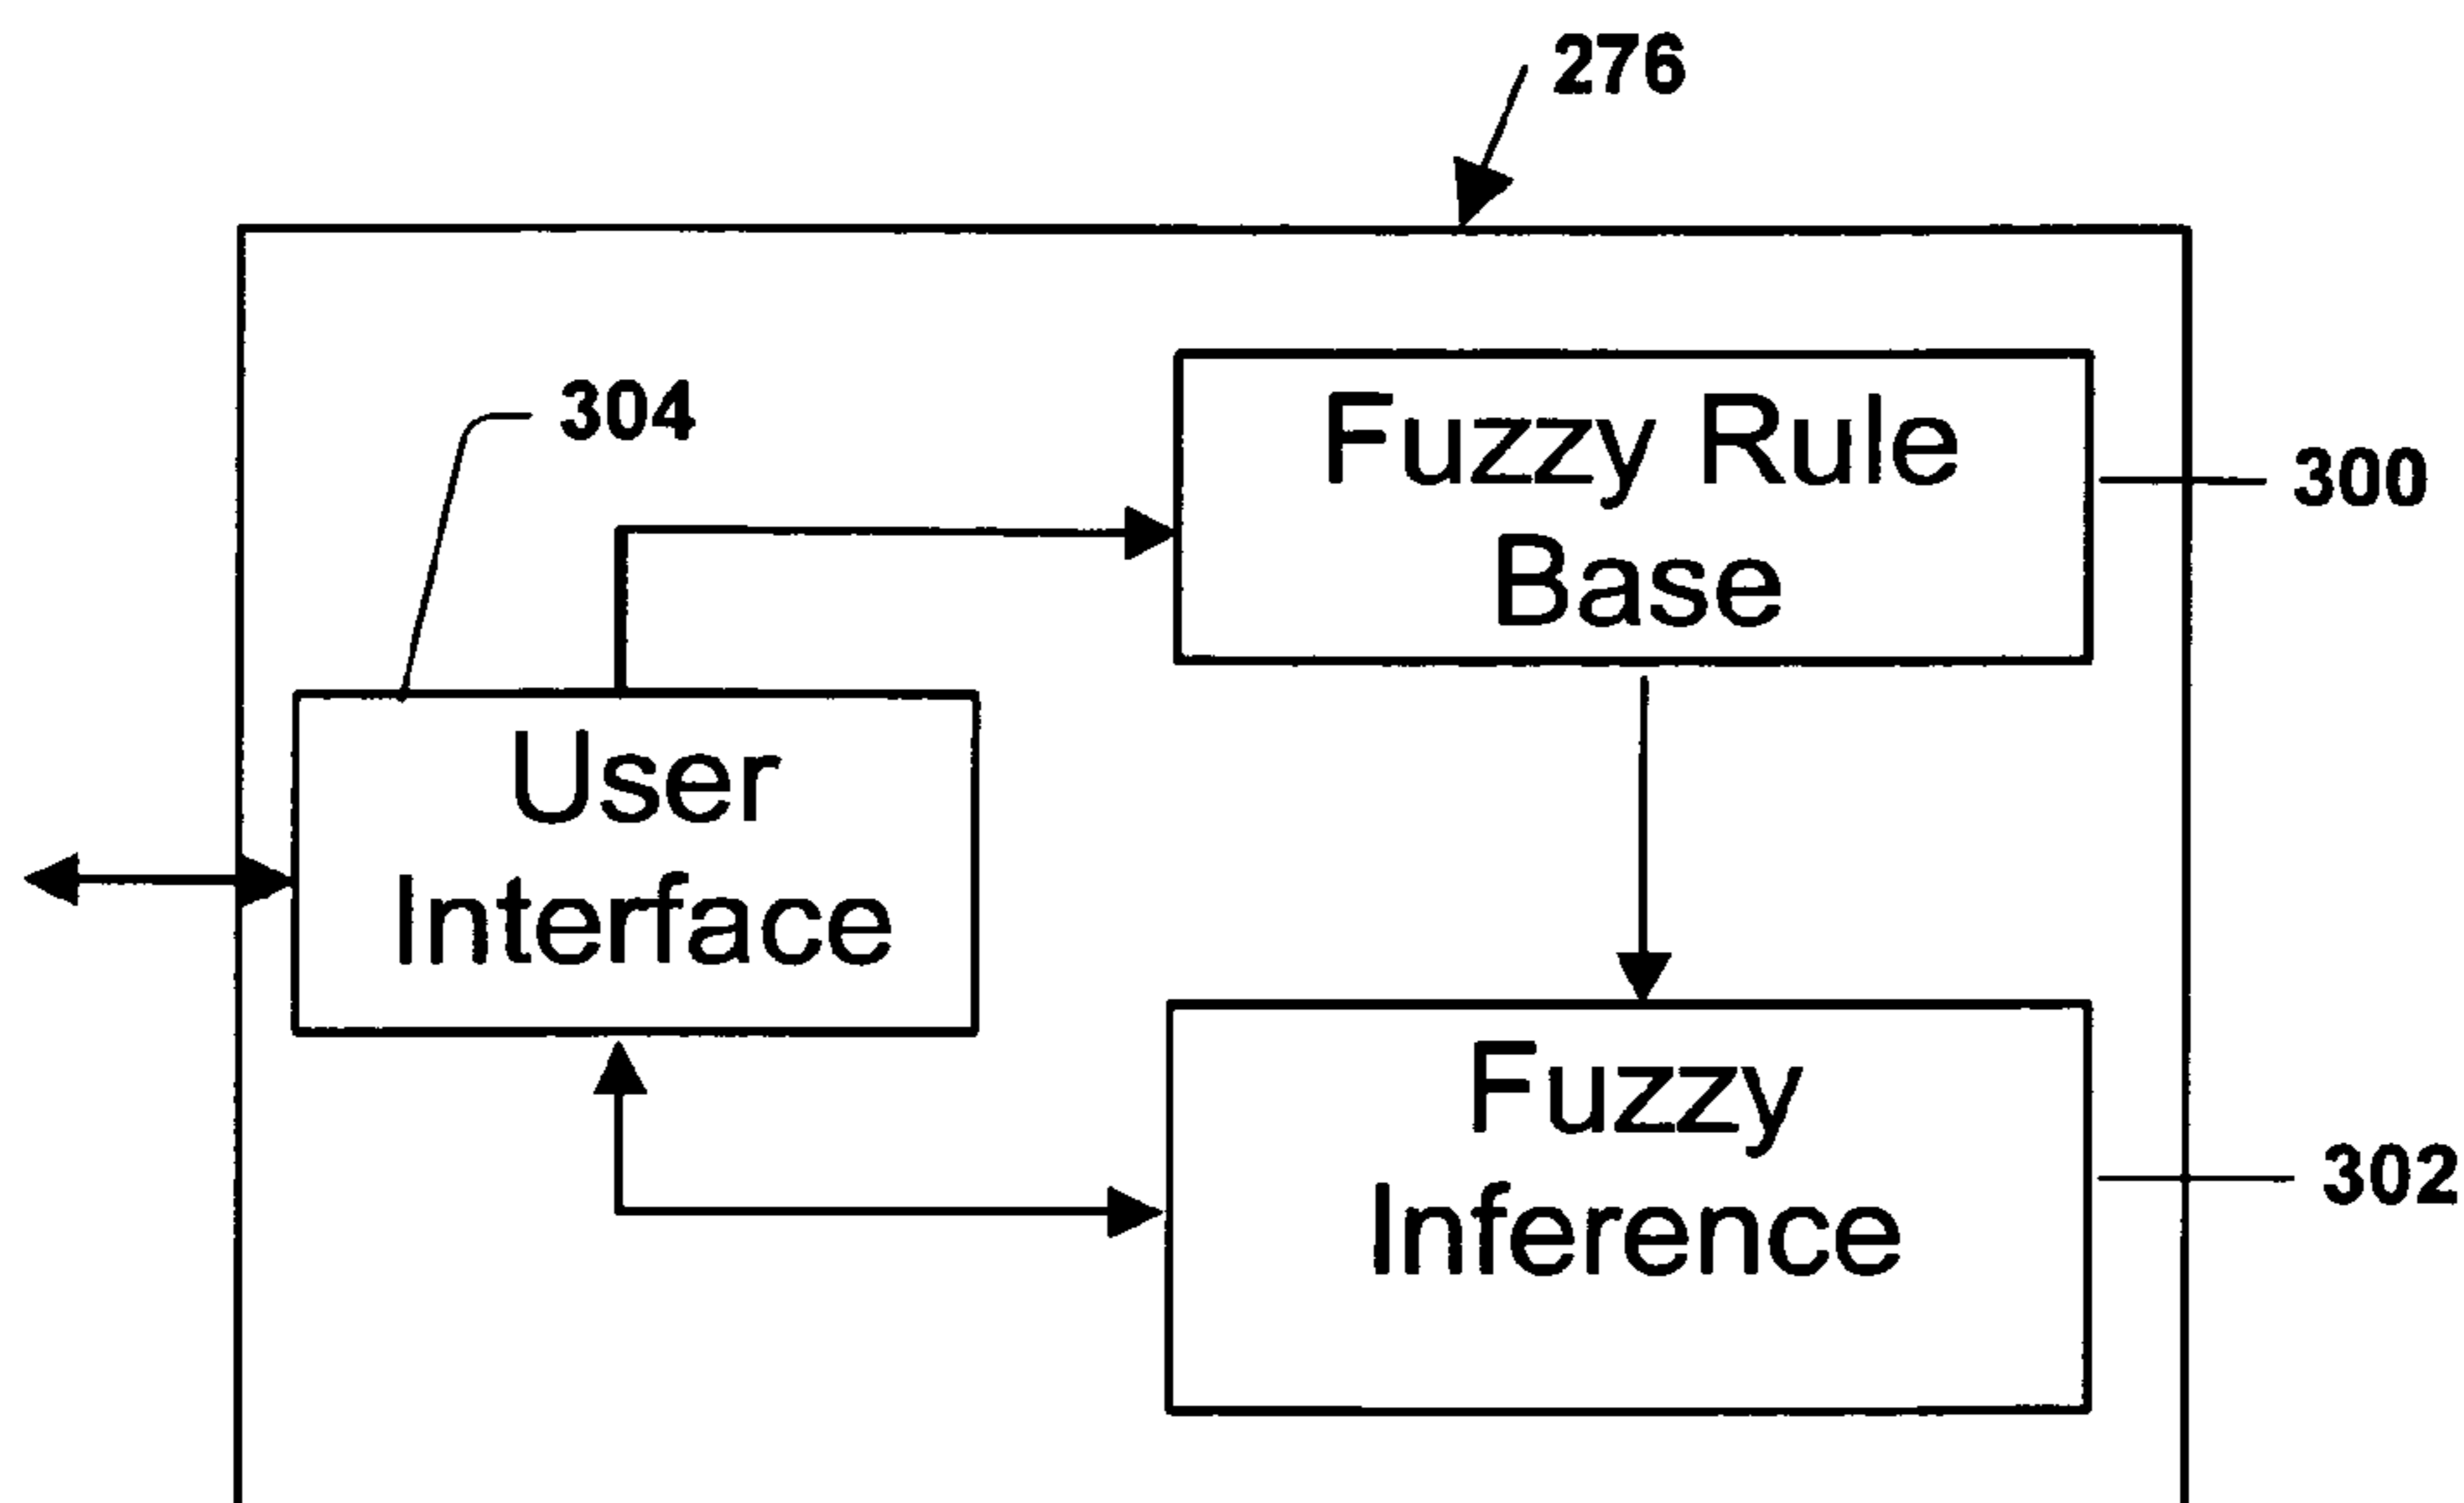 276
304
Fuzzy Rule
Base
300
User
Interface
Fuzzy
Inference
302